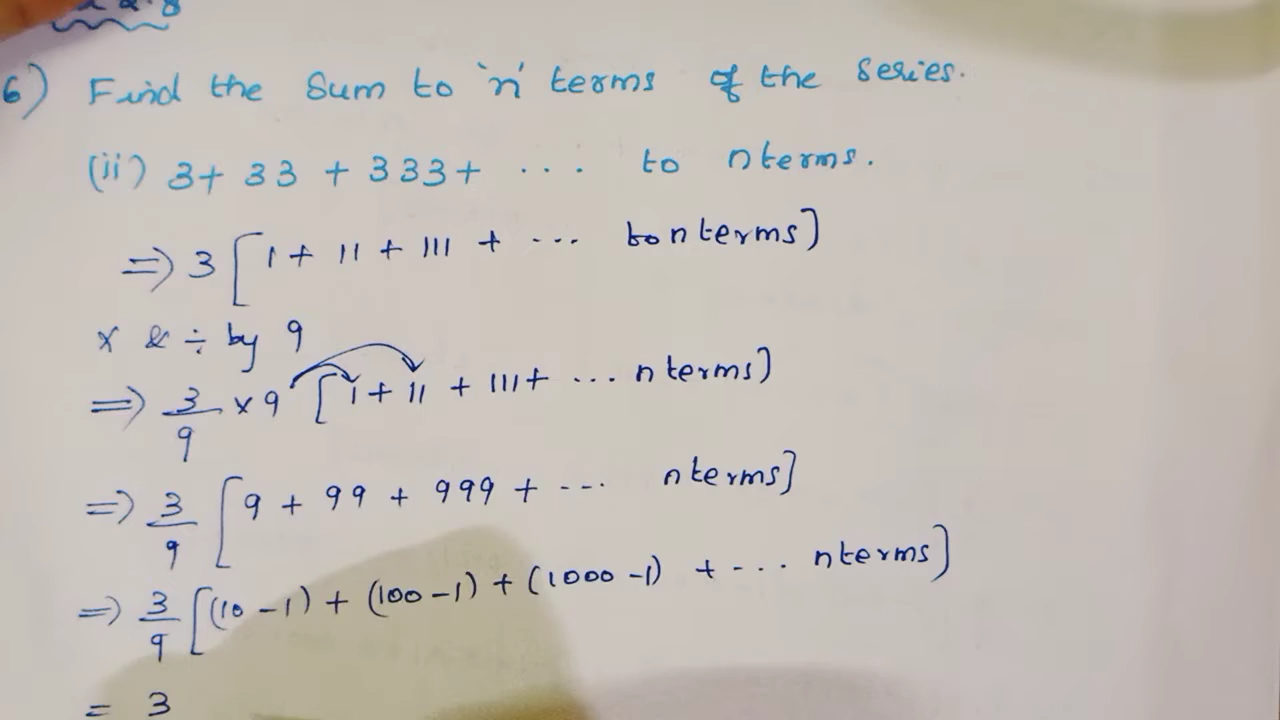 6) Find the Sum to 'n' terms of the series.
(ii) 3+ 33 + 333+ .... to n terms.
=> 3 [1 + 11 + 111 + ... to n terms]
x & ÷ by 9
=> 3/9 x 9 [1 + 11 + 111+ ... n terms]
=> 3/9 [9 + 99 + 999 + ... n terms]
=> 3/9 [(10 - 1) + (100 - 1) + (1000 - 1) + ... n terms]
= 3